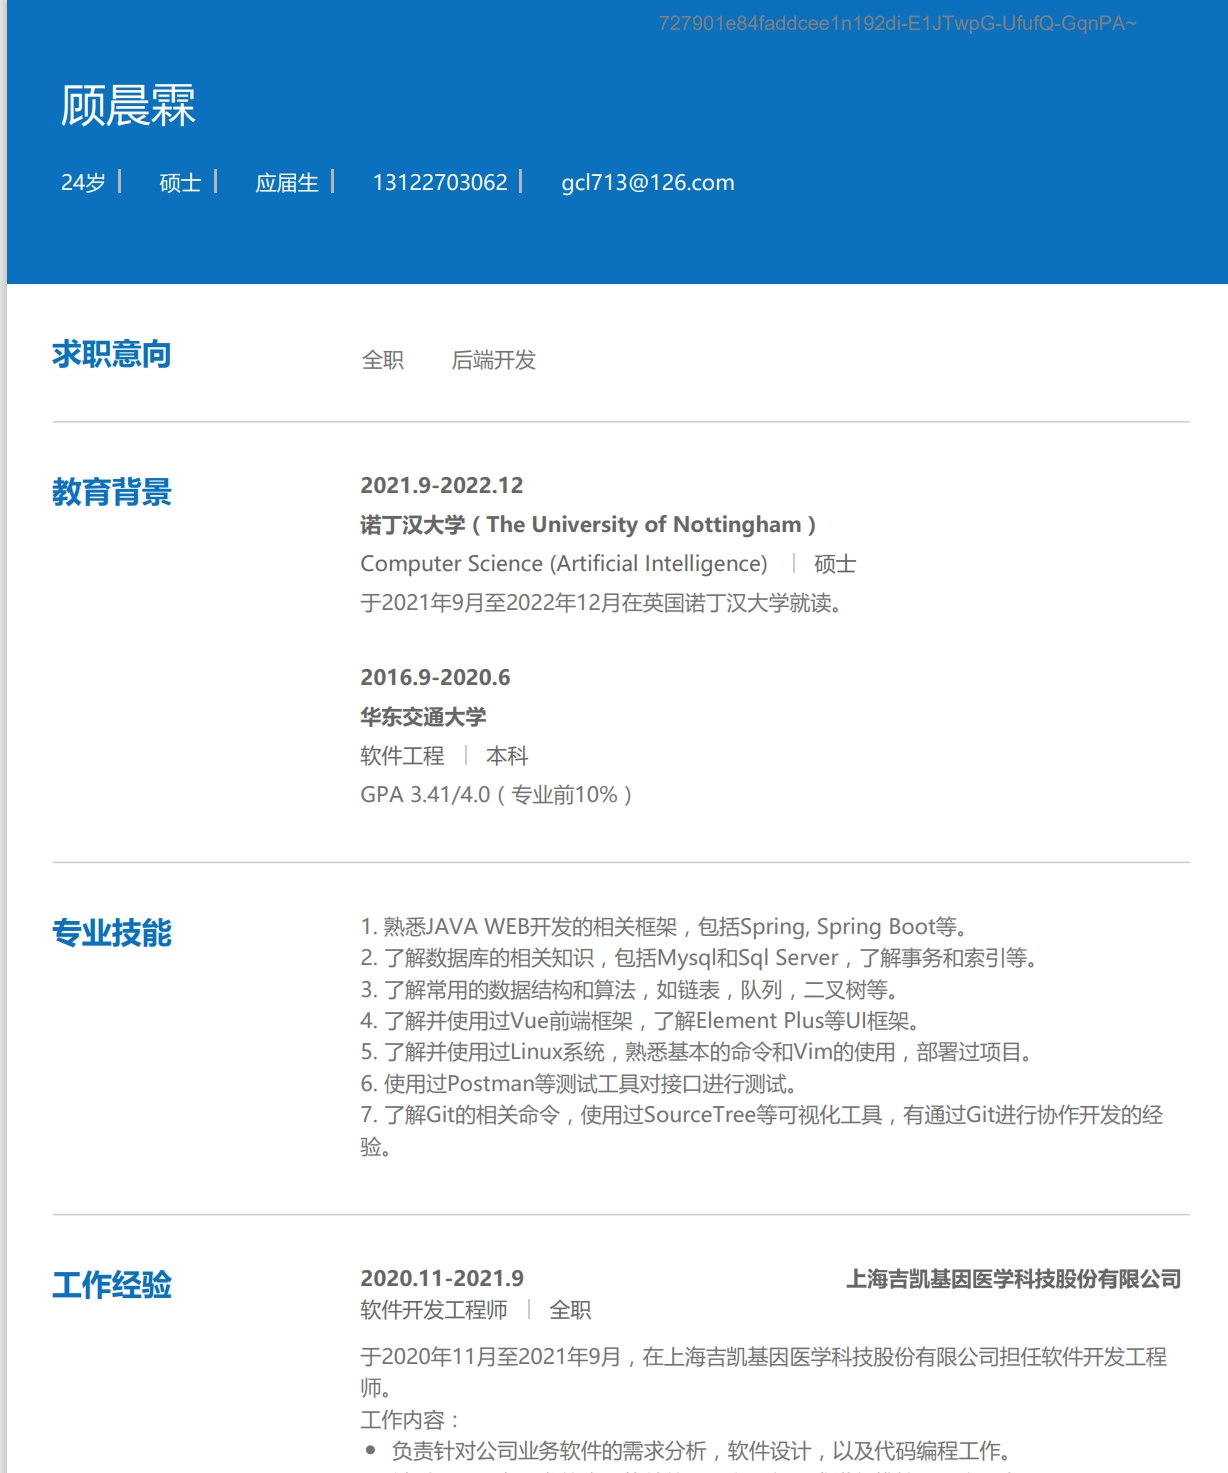 727901e84faddcee1n192di-E1JTwpG-UfufQ-GqnPA~
顾晨霖
24岁 硕士 应届生 13122703062 gcl713@126.com
求职意向 全职 后端开发
教育背景 2021.9-2022.12
诺丁汉大学（The University of Nottingham）
Computer Science (Artificial Intelligence) 硕士
于2021年9月至2022年12月在英国诺丁汉大学就读。
2016.9-2020.6
华东交通大学
软件工程 本科
GPA 3.41/4.0（专业前10%）
专业技能 1. 熟悉JAVA WEB开发的相关框架，包括Spring, Spring Boot等。
2. 了解数据库的相关知识，包括Mysql和Sql Server，了解事务和索引等。
3. 了解常用的数据结构和算法，如链表，队列，二叉树等。
4. 了解并使用过Vue前端框架，了解Element Plus等UI框架。
5. 了解并使用过Linux系统，熟悉基本的命令和Vim的使用，部署过项目。
6. 使用过Postman等测试工具对接口进行测试。
7. 了解Git的相关命令，使用过SourceTree等可视化工具，有通过Git进行协作开发的经
验。
工作经验 2020.11-2021.9 上海吉凯基因医学科技股份有限公司
软件开发工程师 全职
于2020年11月至2021年9月，在上海吉凯基因医学科技股份有限公司担任软件开发工程
师。
工作内容：
● 负责针对公司业务软件的需求分析，软件设计，以及代码编程工作。